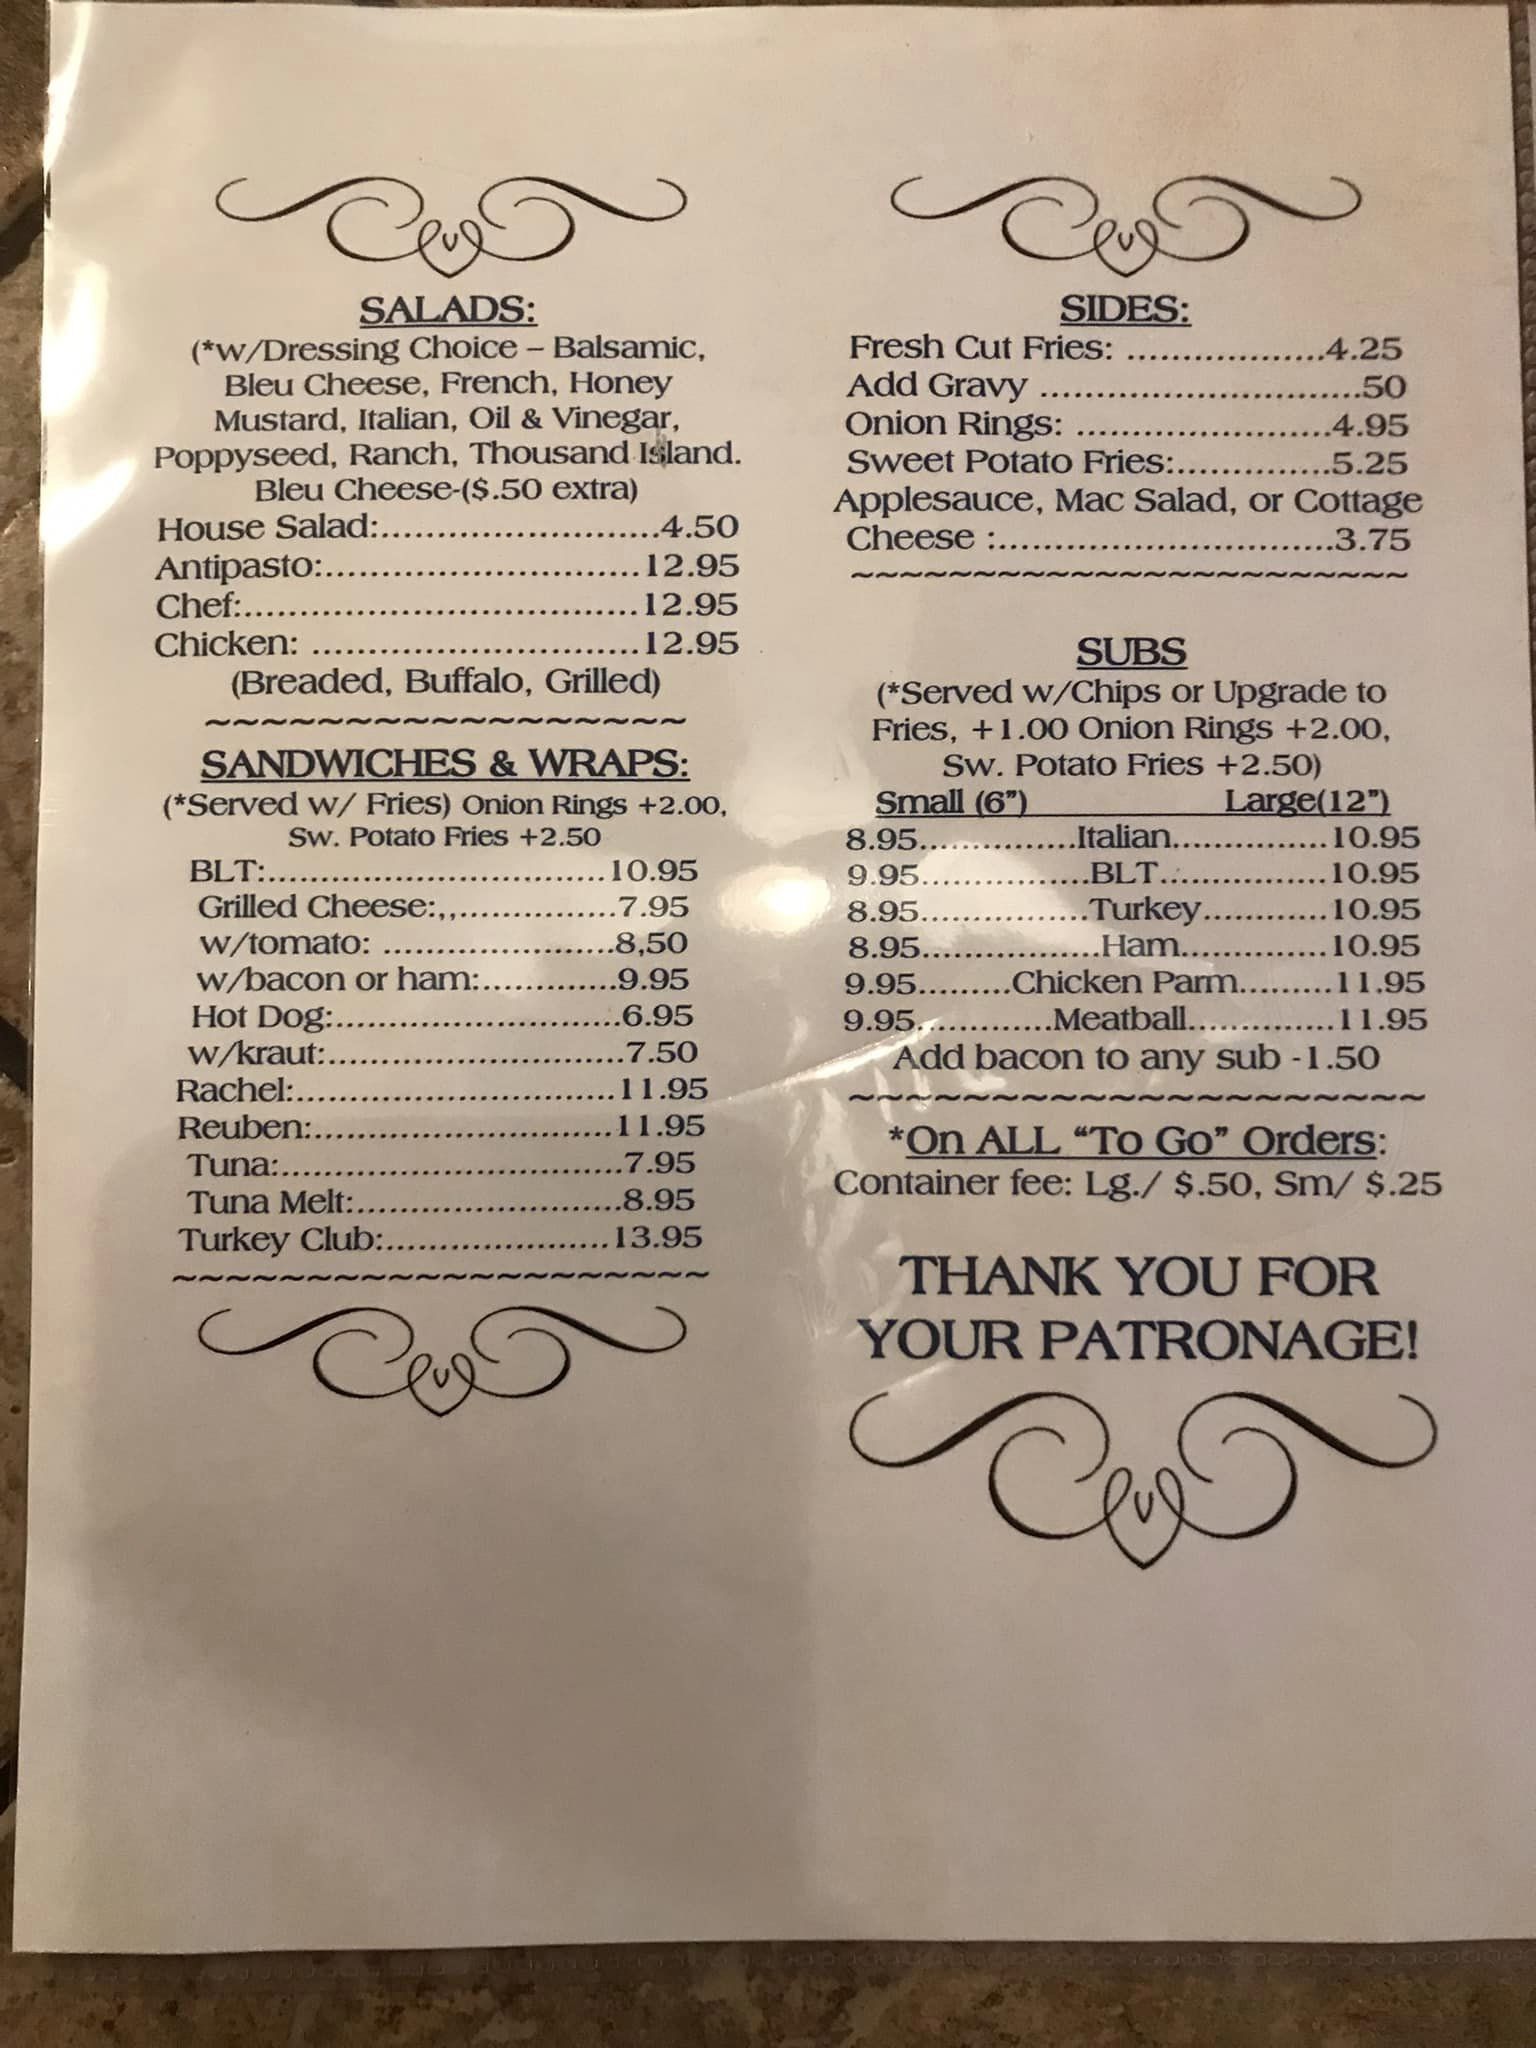 SALADS:
(*w/Dressing Choice – Balsamic,
Bleu Cheese, French, Honey
Mustard, Italian, Oil & Vinegar,
Poppyseed, Ranch, Thousand Island.
Bleu Cheese-($.50 extra)
House Salad:..........................4.50
Antipasto:............................12.95
Chef:...................................12.95
Chicken: .............................12.95
(Breaded, Buffalo, Grilled)
~~~~~~~~~~~~~~~~~
SANDWICHES & WRAPS:
(*Served w/ Fries) Onion Rings +2.00,
Sw. Potato Fries +2.50
BLT:..............................10.95
Grilled Cheese:,,..............7.95
w/tomato: .....................8,50
w/bacon or ham:............9.95
Hot Dog:..........................6.95
w/kraut:...........................7.50
Rachel:.............................11.95
Reuben:...........................11.95
Tuna:...............................7.95
Tuna Melt:........................8.95
Turkey Club:....................13.95
~~~~~~~~~~~~~~~~~~~~
SIDES:
Fresh Cut Fries: ..................4.25
Add Gravy ..............................50
Onion Rings: .......................4.95
Sweet Potato Fries:..............5.25
Applesauce, Mac Salad, or Cottage
Cheese :..............................3.75
~~~~~~~~~~~~~~~~~~~~~~~
SUBS
(*Served w/Chips or Upgrade to
Fries, +1.00 Onion Rings +2.00,
Sw. Potato Fries +2.50)
Small (6") Large(12")
8.95...............Italian...............10.95
9.95................BLT................10.95
8.95................Turkey............10.95
8.95.................Ham..............10.95
9.95.........Chicken Parm.........11.95
9.95.............Meatball..............11.95
Add bacon to any sub -1.50
~~~~~~~~~~~~~~~~~~~~
*On ALL “To Go” Orders:
Container fee: Lg./ $.50, Sm/ $.25
THANK YOU FOR
YOUR PATRONAGE!